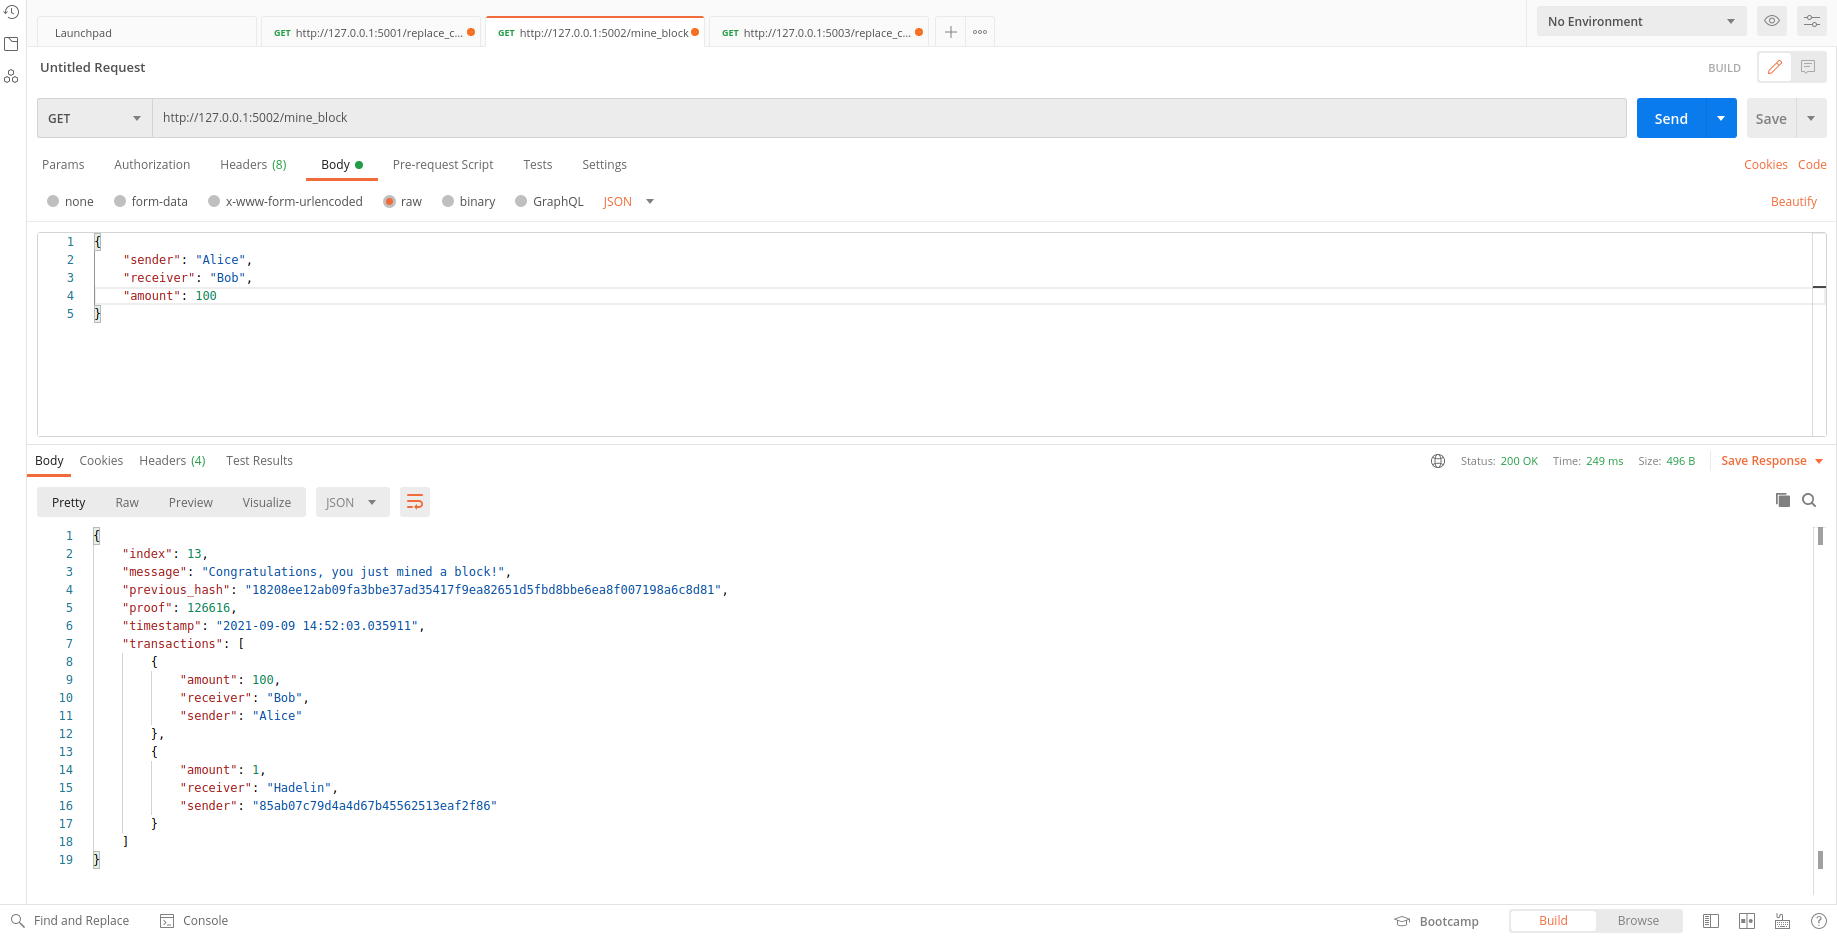 Launchpad
GET http://127.0.0.1:5001/replace_c...
GET http://127.0.0.1:5002/mine_block
GET http://127.0.0.1:5003/replace_c...
No Environment
Untitled Request
BUILD
GET
http://127.0.0.1:5002/mine_block
Send
Save
Params Authorization Headers (8) Body Pre-request Script Tests Settings
Cookies Code
none form-data x-www-form-urlencoded raw binary GraphQL JSON
Beautify
1 {
2 "sender": "Alice",
3 "receiver": "Bob",
4 "amount": 100
5 }
Body Cookies Headers (4) Test Results
Status: 200 OK Time: 249 ms Size: 496 B Save Response
Pretty Raw Preview Visualize JSON
1 {
2 "index": 13,
3 "message": "Congratulations, you just mined a block!",
4 "previous_hash": "18208ee12ab09fa3bbe37ad35417f9ea82651d5fbd8bbe6ea8f007198a6c8d81",
5 "proof": 126616,
6 "timestamp": "2021-09-09 14:52:03.035911",
7 "transactions": [
8 {
9 "amount": 100,
10 "receiver": "Bob",
11 "sender": "Alice"
12 },
13 {
14 "amount": 1,
15 "receiver": "Hadelin",
16 "sender": "85ab07c79d4a4d67b45562513eaf2f86"
17 }
18 ]
19 }
Find and Replace Console
Bootcamp Build Browse